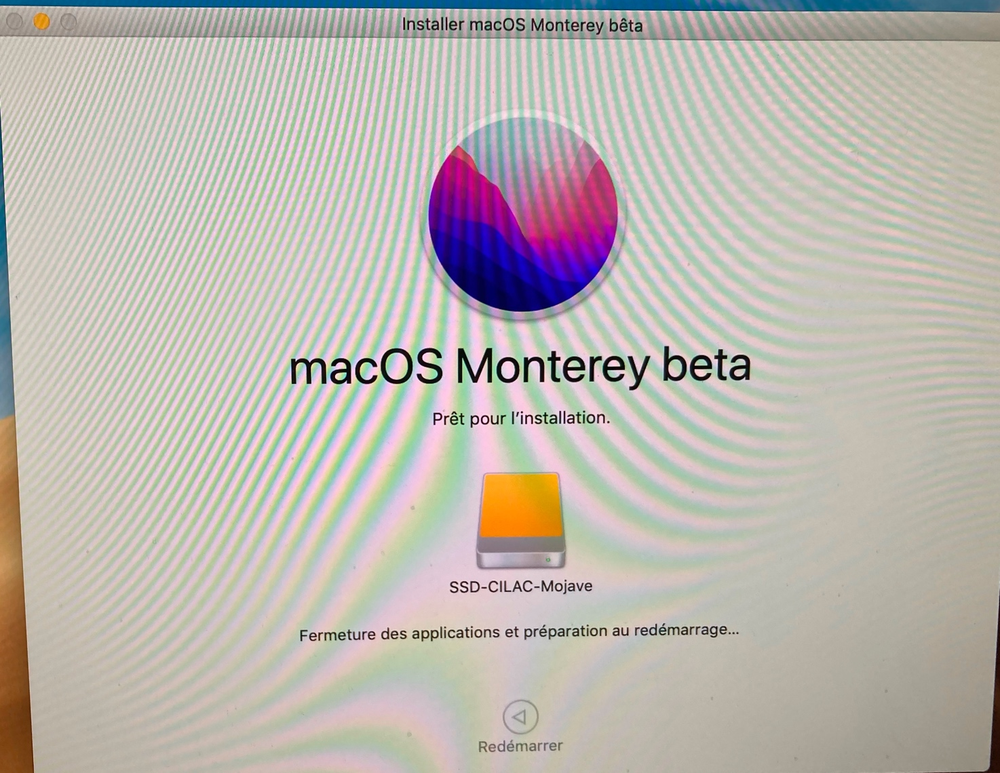 Installer macOS Monterey bêta
macOS Monterey beta
Prêt pour l'installation.
SSD-CILAC-Mojave
Fermeture des applications et préparation au redémarrage...
Redémarrer